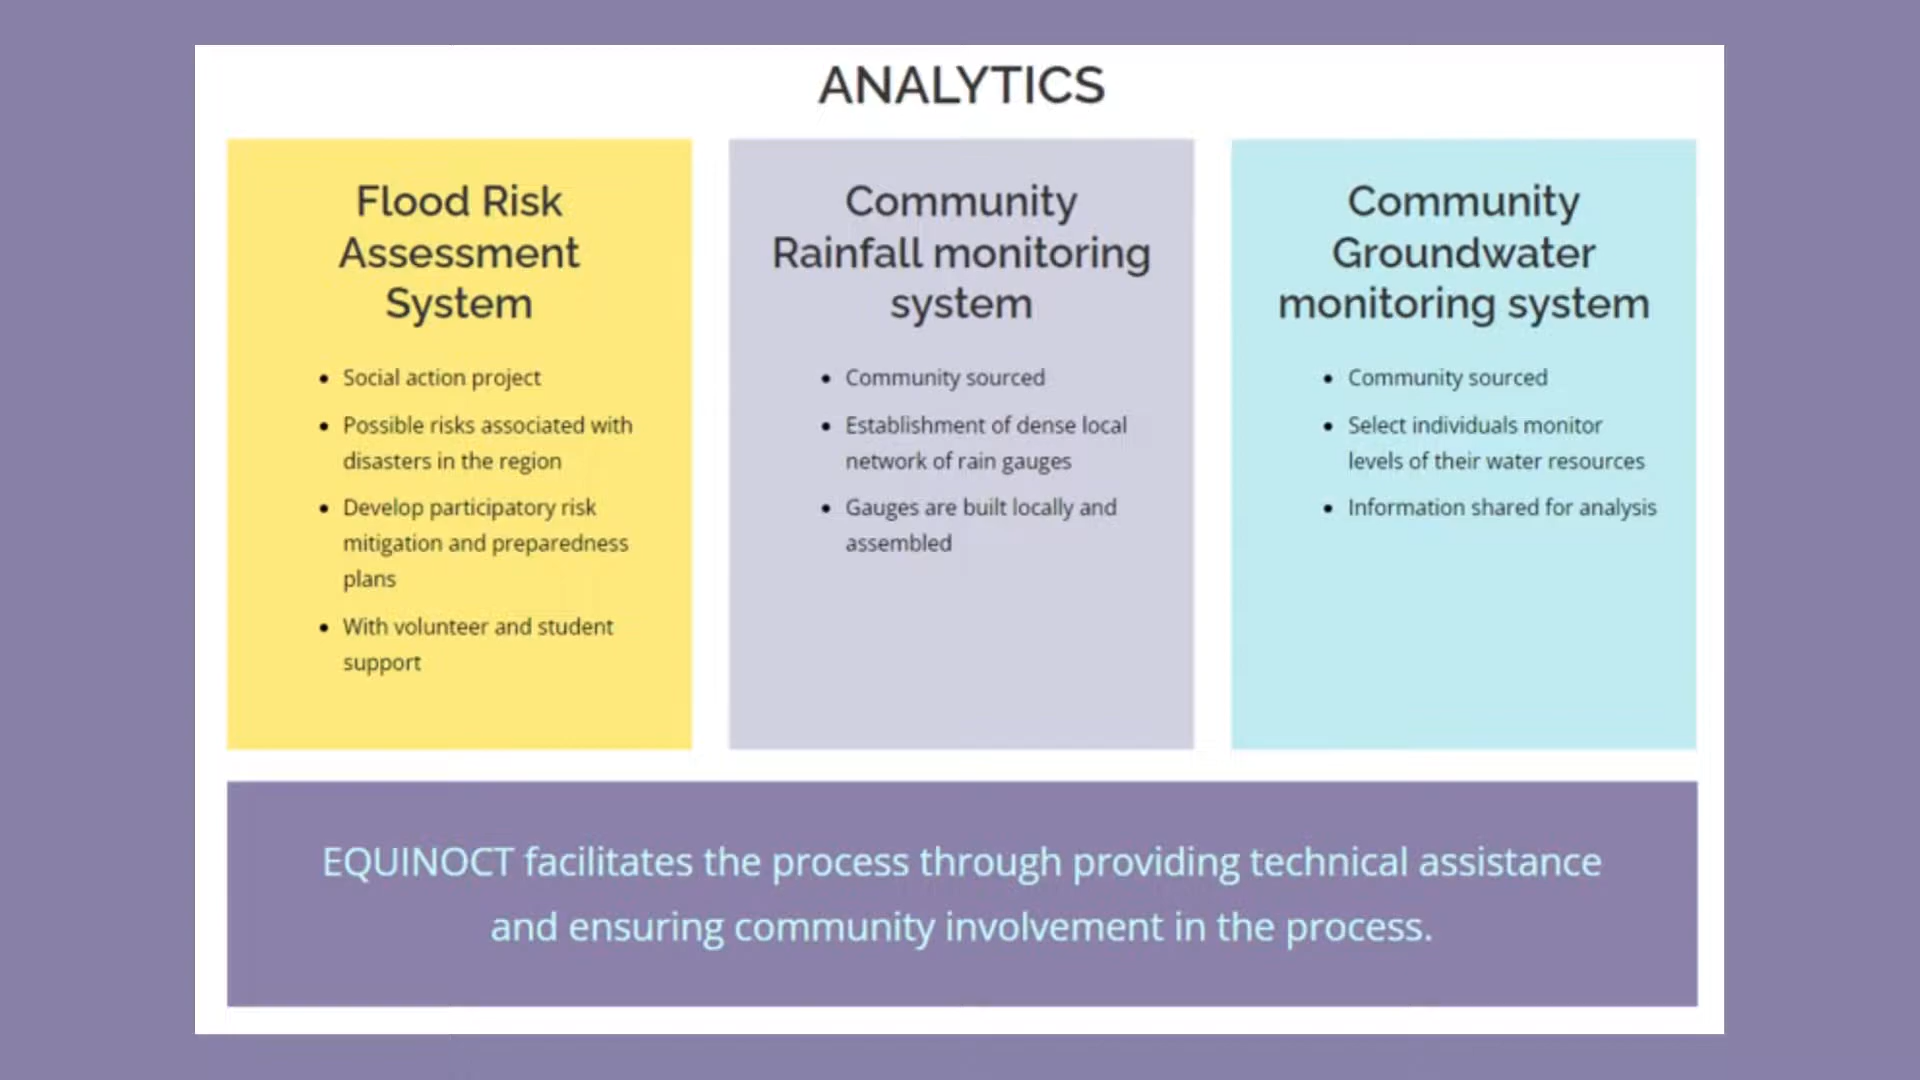 ANALYTICS
Flood Risk
Assessment
System
• Social action project
• Possible risks associated with
disasters in the region
• Develop participatory risk
mitigation and preparedness
plans
• With volunteer and student
support
Community
Rainfall monitoring
system
• Community sourced
• Establishment of dense local
network of rain gauges
• Gauges are built locally and
assembled
Community
Groundwater
monitoring system
• Community sourced
• Select individuals monitor
levels of their water resources
• Information shared for analysis
EQUINOCT facilitates the process through providing technical assistance
and ensuring community involvement in the process.